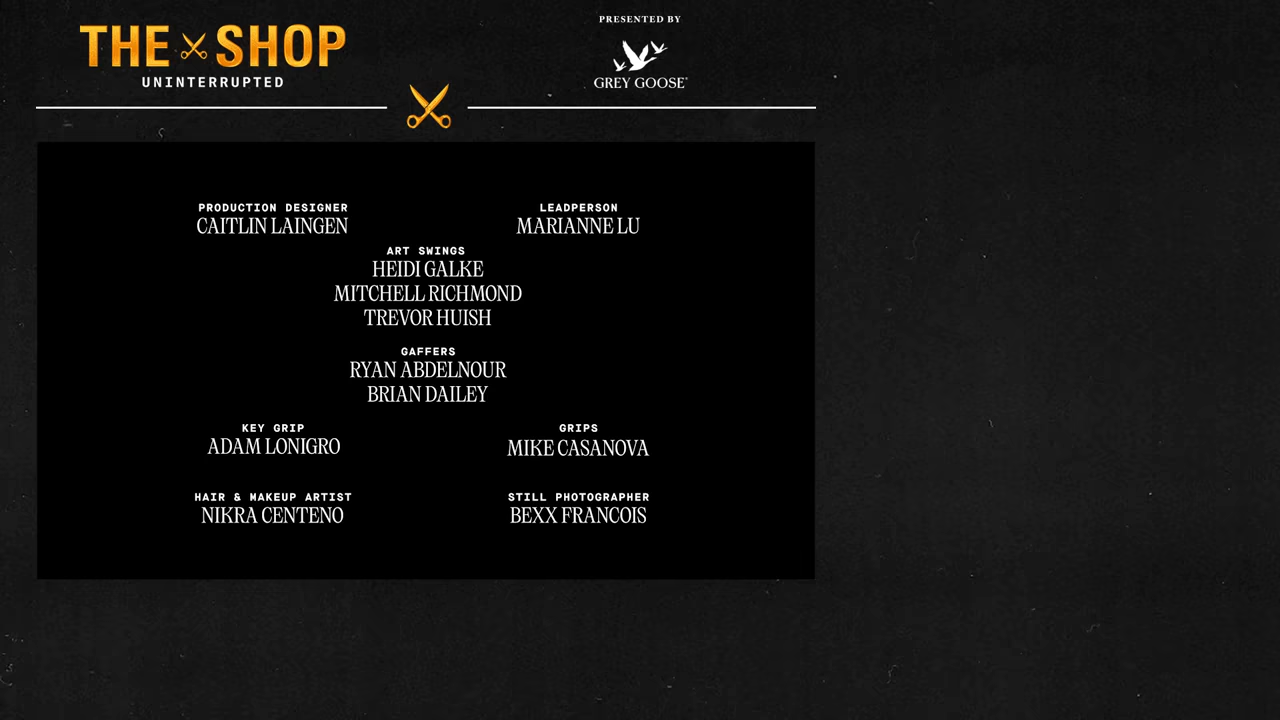 THE SHOP
UNINTERRUPTED
PRESENTED BY
GREY GOOSE
PRODUCTION DESIGNER
CAITLIN LAINGEN
LEADPERSON
MARIANNE LU
ART SWINGS
HEIDI GALKE
MITCHELL RICHMOND
TREVOR HUISH
GAFFERS
RYAN ABDELNOUR
BRIAN DAILEY
KEY GRIP
ADAM LONIGRO
GRIPS
MIKE CASANOVA
HAIR & MAKEUP ARTIST
NIKRA CENTENO
STILL PHOTOGRAPHER
BEXX FRANCOIS